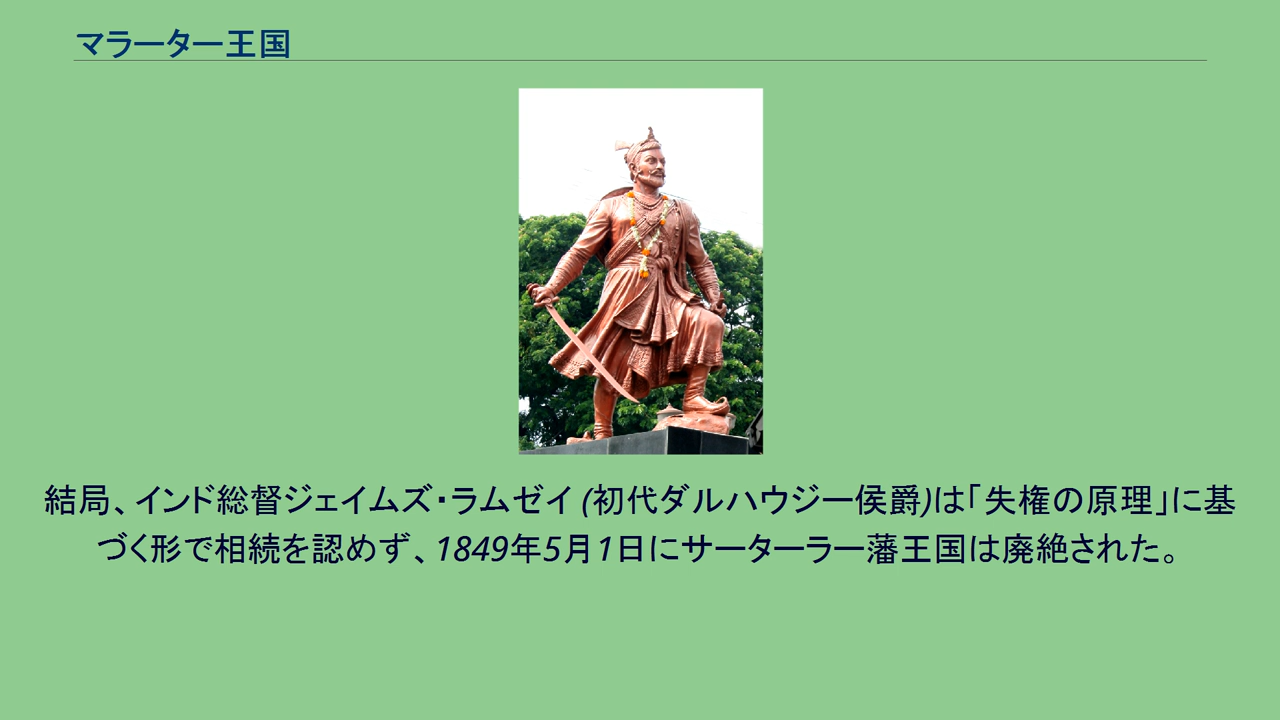 マラーター王国
結局、インド総督ジェイムズ・ラムゼイ (初代ダルハウジー侯爵)は「失権の原理」に基
づく形で相続を認めず、1849年5月1日にサーターラー藩王国は廃絶された。